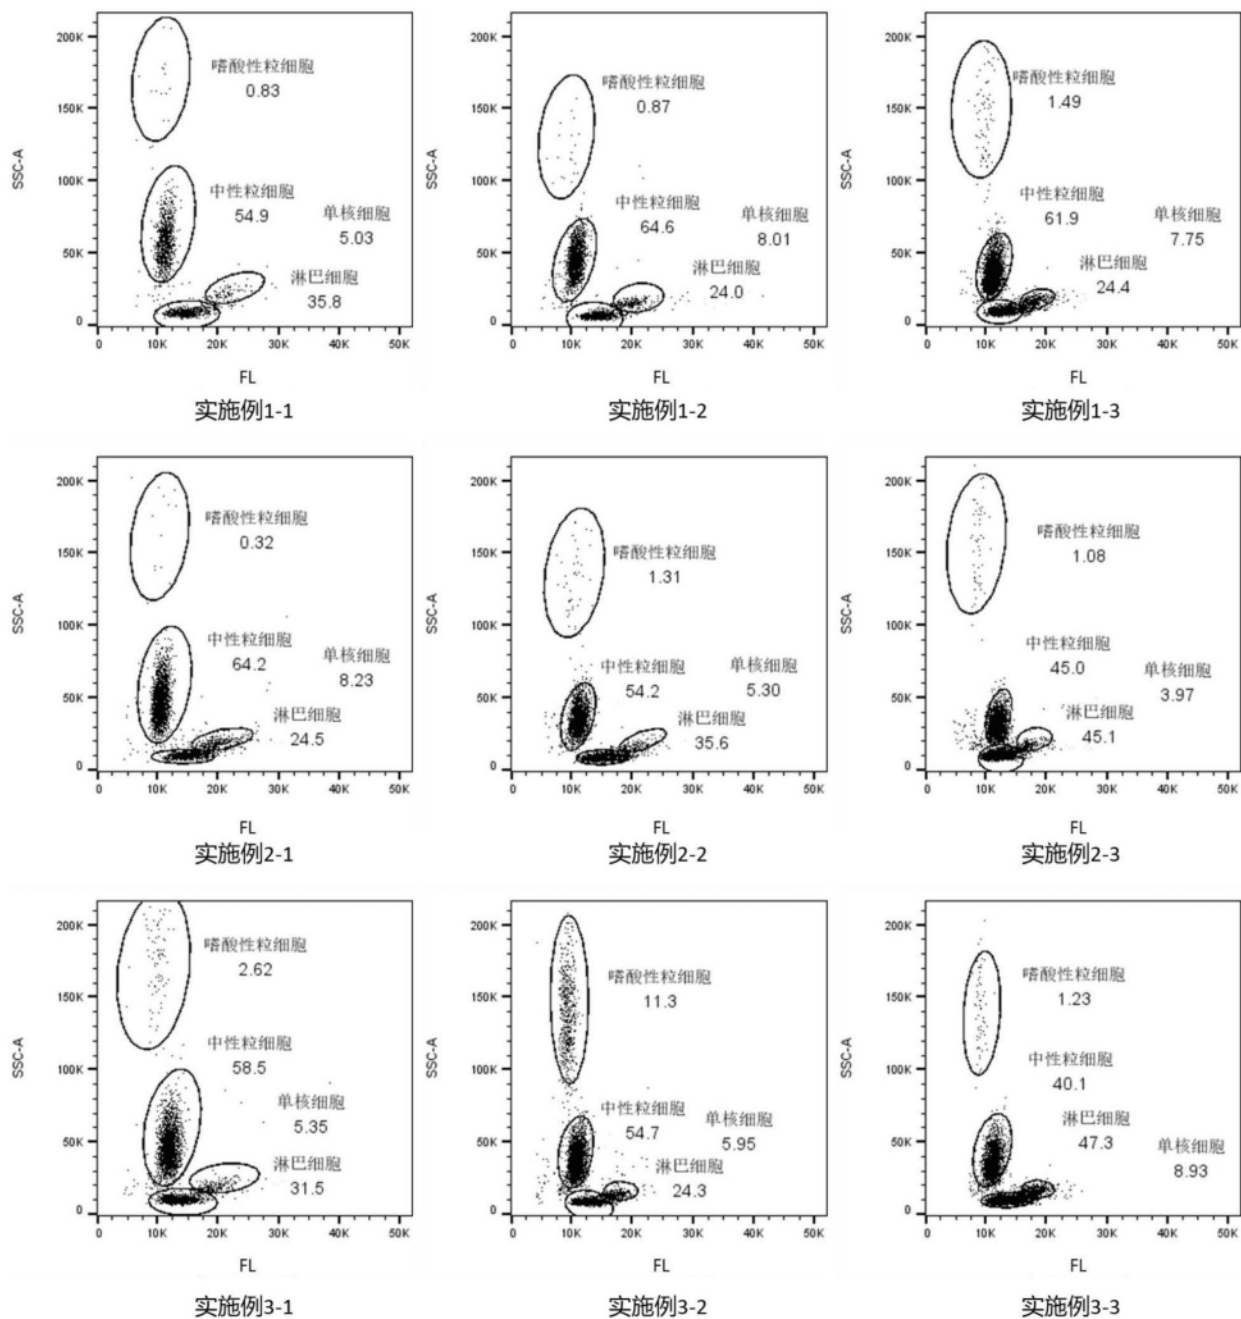 200K
150K
100K
50K
0
SSC-A
嗜酸性粒细胞
0.83
中性粒细胞
54.9
单核细胞
5.03
淋巴细胞
35.8
0 10K 20K 30K 40K 50K
FL
实施例1-1
200K
150K
100K
50K
0
SSC-A
嗜酸性粒细胞
0.87
中性粒细胞
64.6
单核细胞
8.01
淋巴细胞
24.0
0 10K 20K 30K 40K 50K
FL
实施例1-2
200K
150K
100K
50K
0
SSC-A
嗜酸性粒细胞
1.49
中性粒细胞
61.9
单核细胞
7.75
淋巴细胞
24.4
0 10K 20K 30K 40K 50K
FL
实施例1-3
200K
150K
100K
50K
0
SSC-A
嗜酸性粒细胞
0.32
中性粒细胞
64.2
单核细胞
8.23
淋巴细胞
24.5
0 10K 20K 30K 40K 50K
FL
实施例2-1
200K
150K
100K
50K
0
SSC-A
嗜酸性粒细胞
1.31
中性粒细胞
54.2
单核细胞
5.30
淋巴细胞
35.6
0 10K 20K 30K 40K 50K
FL
实施例2-2
200K
150K
100K
50K
0
SSC-A
嗜酸性粒细胞
1.08
中性粒细胞
45.0
单核细胞
3.97
淋巴细胞
45.1
0 10K 20K 30K 40K 50K
FL
实施例2-3
200K
150K
100K
50K
0
SSC-A
嗜酸性粒细胞
2.62
中性粒细胞
58.5
单核细胞
5.35
淋巴细胞
31.5
0 10K 20K 30K 40K 50K
FL
实施例3-1
200K
150K
100K
50K
0
SSC-A
嗜酸性粒细胞
11.3
中性粒细胞
54.7
单核细胞
5.95
淋巴细胞
24.3
0 10K 20K 30K 40K 50K
FL
实施例3-2
200K
150K
100K
50K
0
SSC-A
嗜酸性粒细胞
1.23
中性粒细胞
40.1
淋巴细胞
47.3
单核细胞
8.93
0 10K 20K 30K 40K 50K
FL
实施例3-3